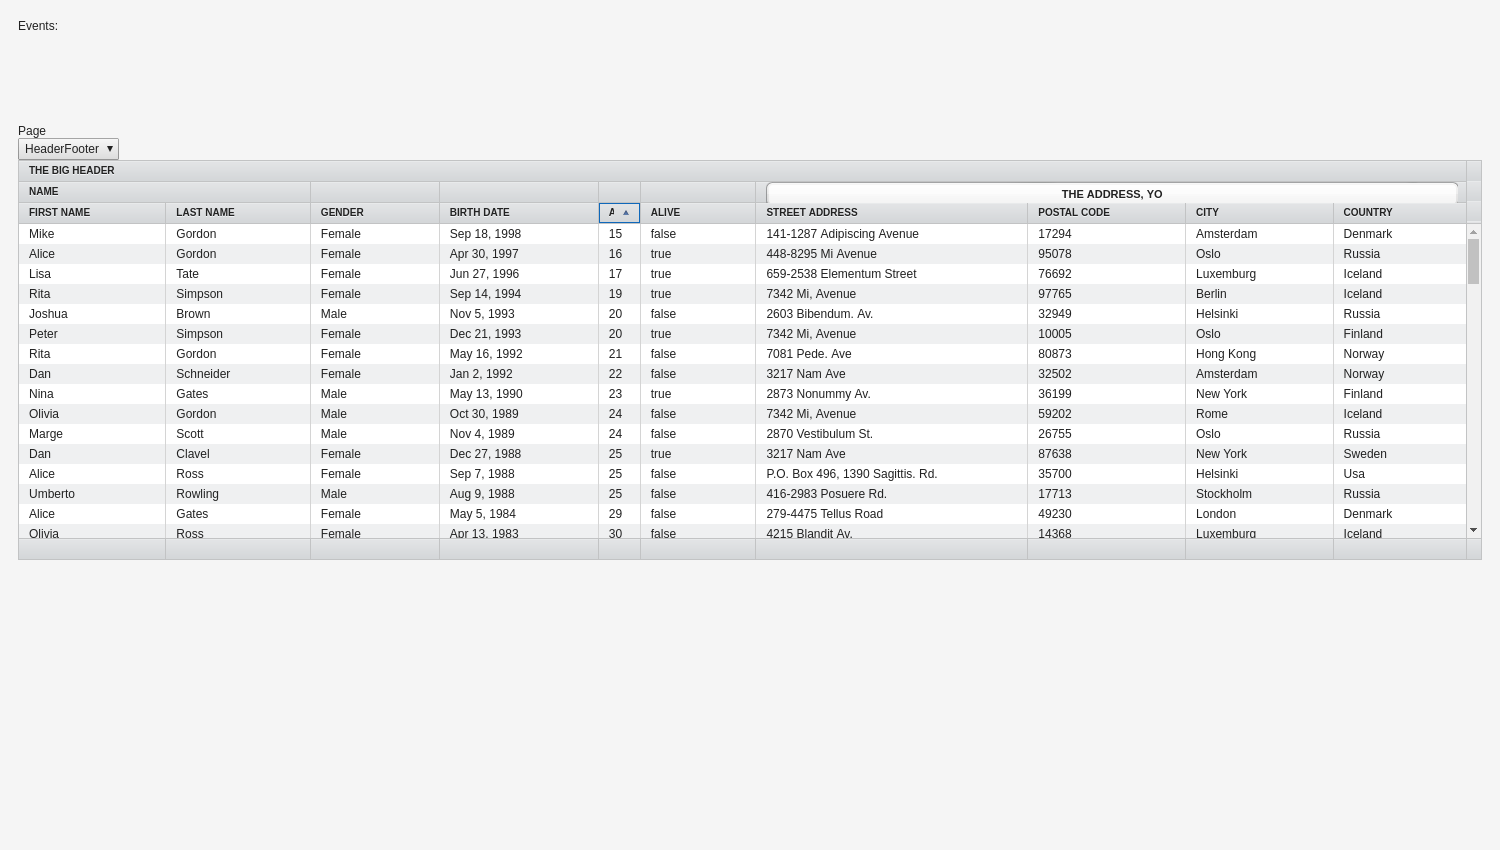 Events:
Page
HeaderFooter
THE BIG HEADER
NAME THE ADDRESS, YO
FIRST NAME LAST NAME GENDER BIRTH DATE ALIVE STREET ADDRESS POSTAL CODE CITY COUNTRY
Mike Gordon Female Sep 18, 1998 15 false 141-1287 Adipiscing Avenue 17294 Amsterdam Denmark
Alice Gordon Female Apr 30, 1997 16 true 448-8295 Mi Avenue 95078 Oslo Russia
Lisa Tate Female Jun 27, 1996 17 true 659-2538 Elementum Street 76692 Luxemburg Iceland
Rita Simpson Female Sep 14, 1994 19 true 7342 Mi, Avenue 97765 Berlin Iceland
Joshua Brown Male Nov 5, 1993 20 false 2603 Bibendum. Av. 32949 Helsinki Russia
Peter Simpson Female Dec 21, 1993 20 true 7342 Mi, Avenue 10005 Oslo Finland
Rita Gordon Female May 16, 1992 21 false 7081 Pede. Ave 80873 Hong Kong Norway
Dan Schneider Female Jan 2, 1992 22 false 3217 Nam Ave 32502 Amsterdam Norway
Nina Gates Male May 13, 1990 23 true 2873 Nonummy Av. 36199 New York Finland
Olivia Gordon Male Oct 30, 1989 24 false 7342 Mi, Avenue 59202 Rome Iceland
Marge Scott Male Nov 4, 1989 24 false 2870 Vestibulum St. 26755 Oslo Russia
Dan Clavel Female Dec 27, 1988 25 true 3217 Nam Ave 87638 New York Sweden
Alice Ross Female Sep 7, 1988 25 false P.O. Box 496, 1390 Sagittis. Rd. 35700 Helsinki Usa
Umberto Rowling Male Aug 9, 1988 25 false 416-2983 Posuere Rd. 17713 Stockholm Russia
Alice Gates Female May 5, 1984 29 false 279-4475 Tellus Road 49230 London Denmark
Olivia Ross Female Apr 13, 1983 30 false 4215 Blandit Av. 14368 Luxemburg Iceland